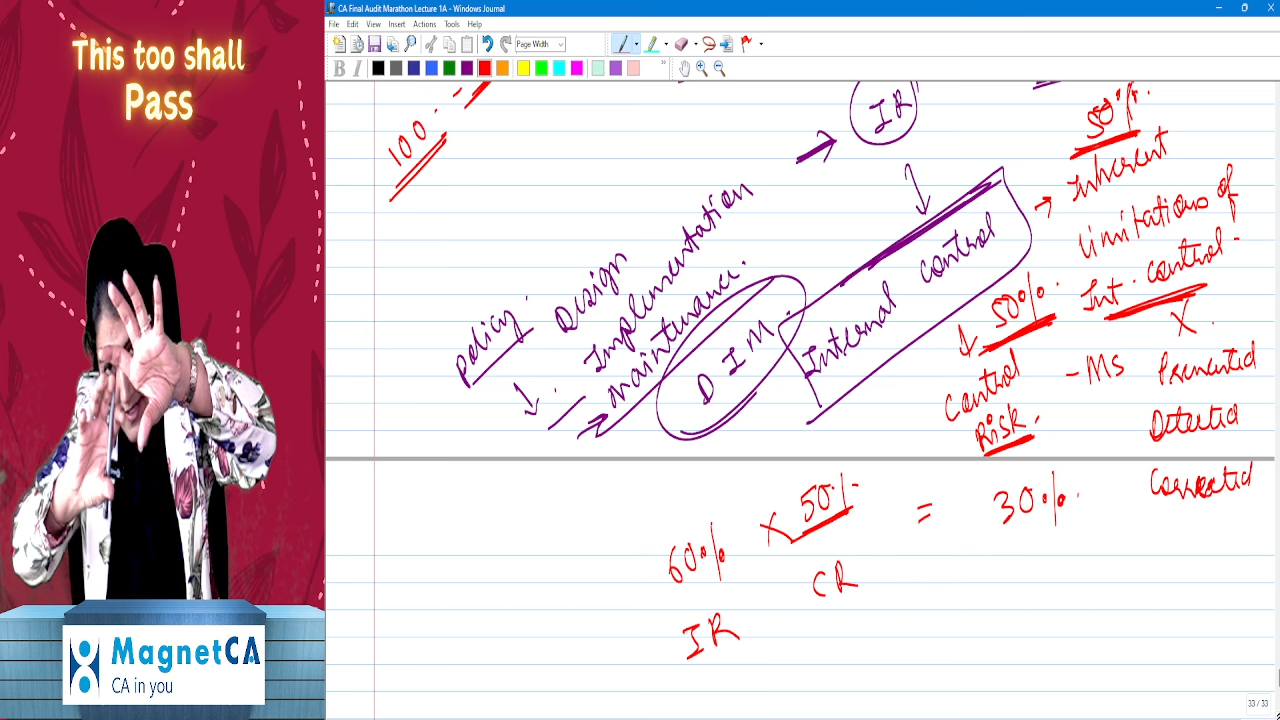 This too shall
Pass
CA Final Audit Marathon Lecture 1A - Windows Journal
File Edit View Insert Actions Tools Help
Page Width
B I
100.
IR
50%.
Inherent
limitations of
Int. control.
X.
policy
Design
Implementation
Maintenance.
D I M.
Internal control
50%.
Control
Risk.
- MS
Prevented
Detected
Corrected
60% X 50% = 30%.
IR CR
MagnetCA
CA in you
33 / 33